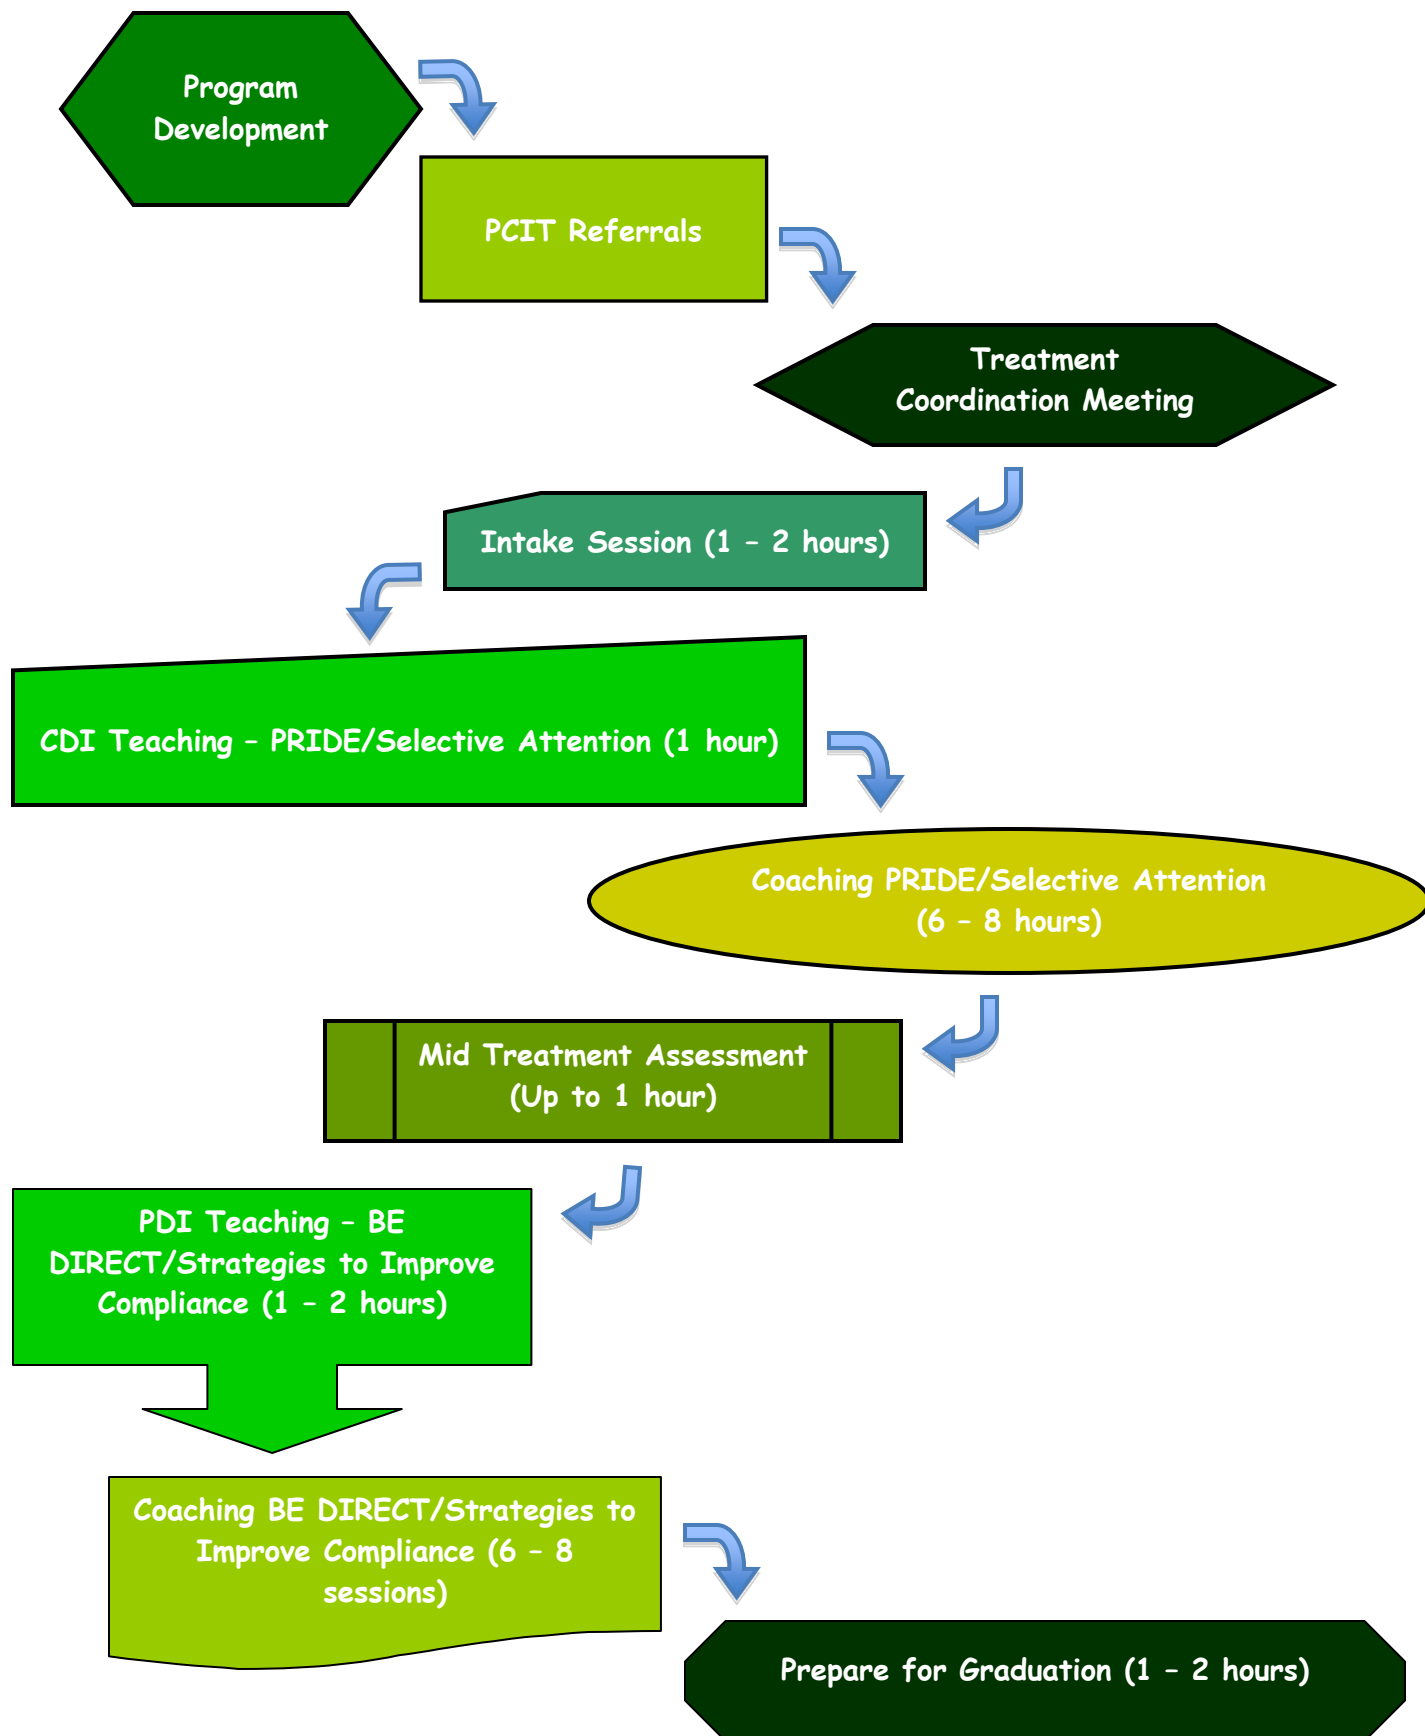 Program
Development
PCIT Referrals
Treatment
Coordination Meeting
Intake Session (1 – 2 hours)
CDI Teaching – PRIDE/Selective Attention (1 hour)
Coaching PRIDE/Selective Attention
(6 – 8 hours)
Mid Treatment Assessment
(Up to 1 hour)
PDI Teaching – BE
DIRECT/Strategies to Improve
Compliance (1 – 2 hours)
Coaching BE DIRECT/Strategies to
Improve Compliance (6 – 8
sessions)
Prepare for Graduation (1 – 2 hours)